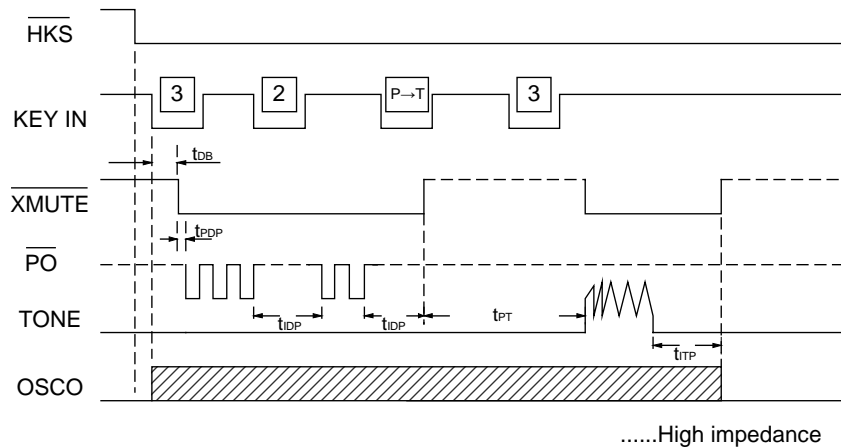 HKS
3 2 P→T 3
KEY IN
tDB
XMUTE
tPDP
PO
TONE
tIDP tIDP tPT
tITP
OSCO
......High impedance